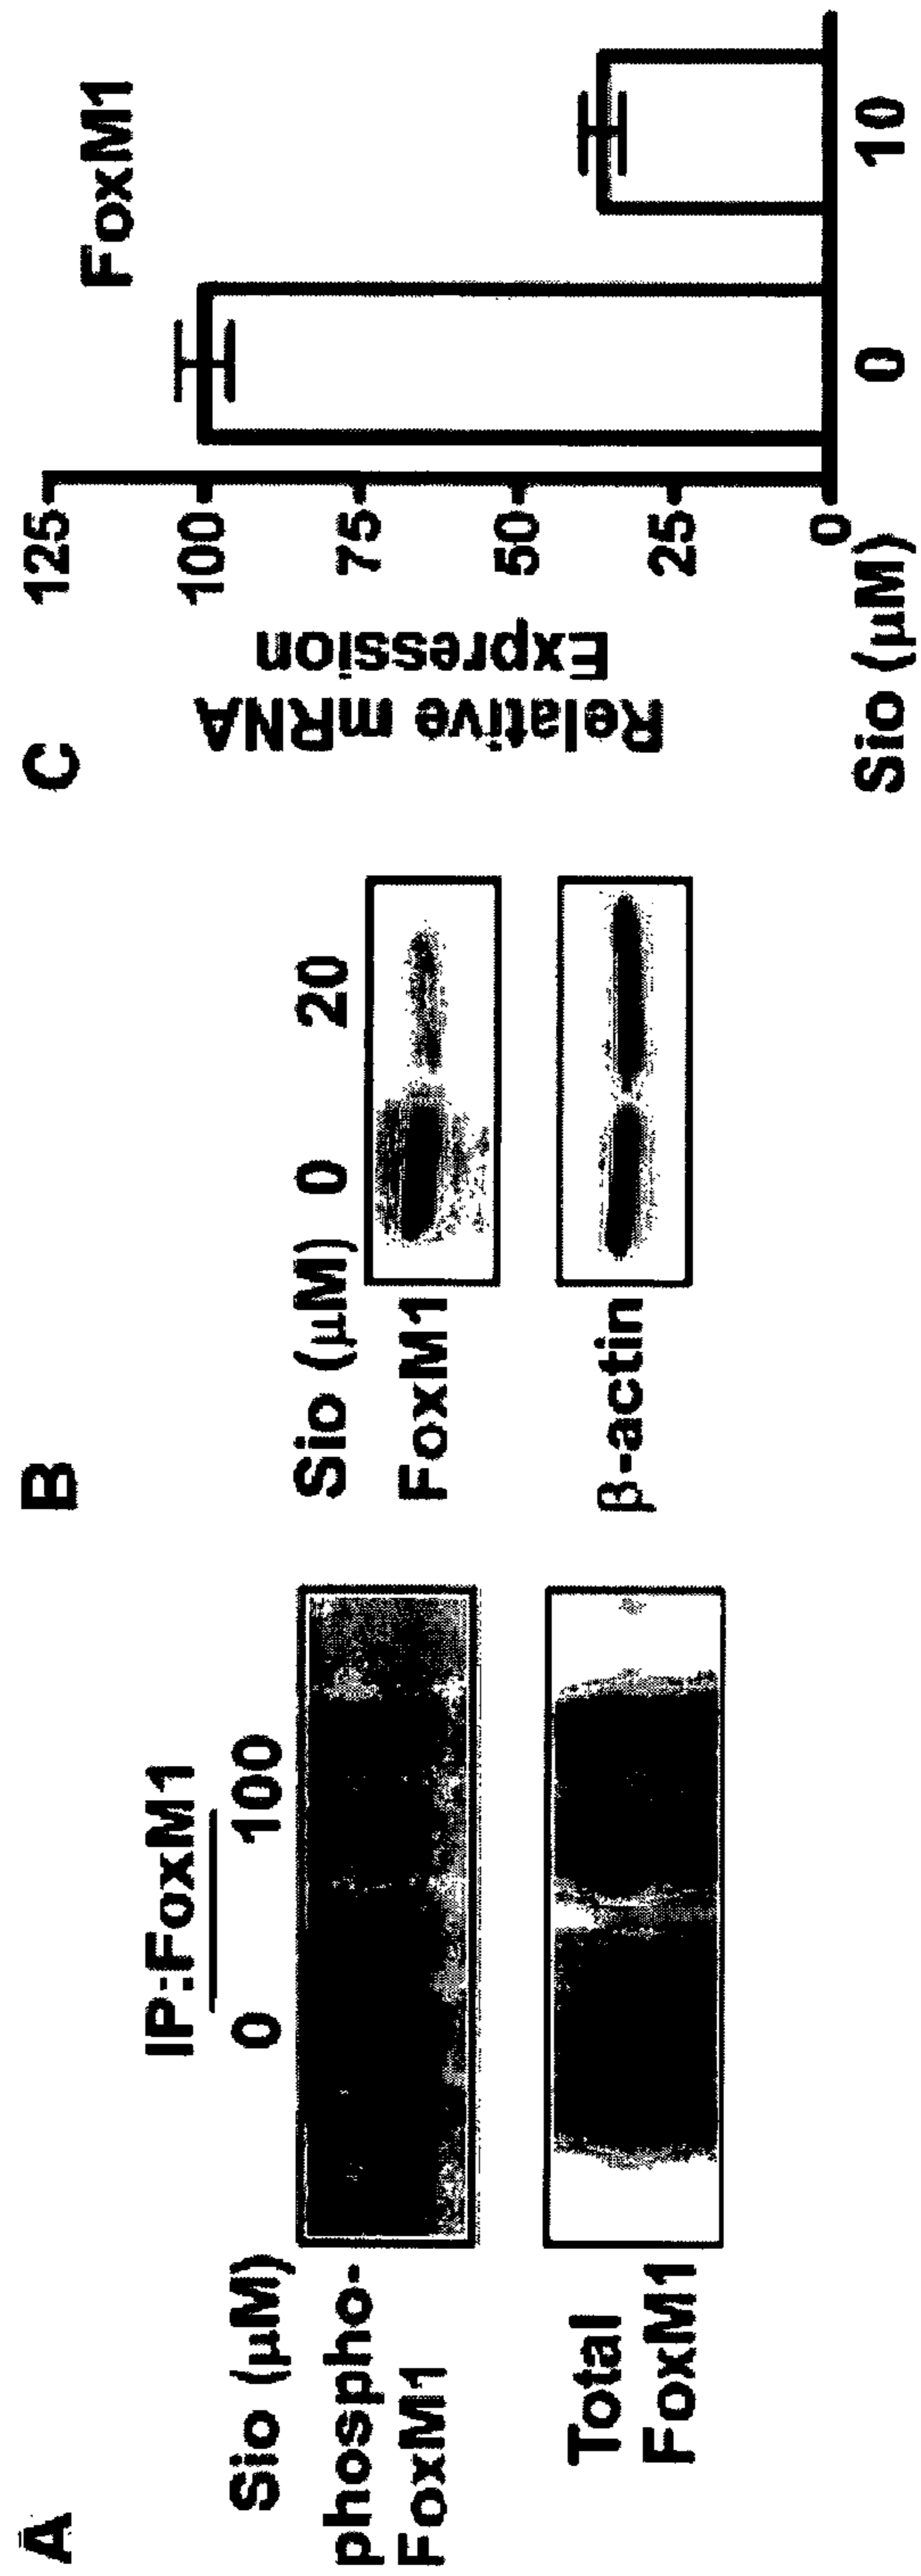 A
IP:FoxM1
Sio (μM) 0 100
phospho-
FoxM1
Total
FoxM1
B
Sio (μM) 0 20
FoxM1
β-actin
C
FoxM1
Relative mRNA
Expression
125
100
75
50
25
0
Sio (μM) 0 10